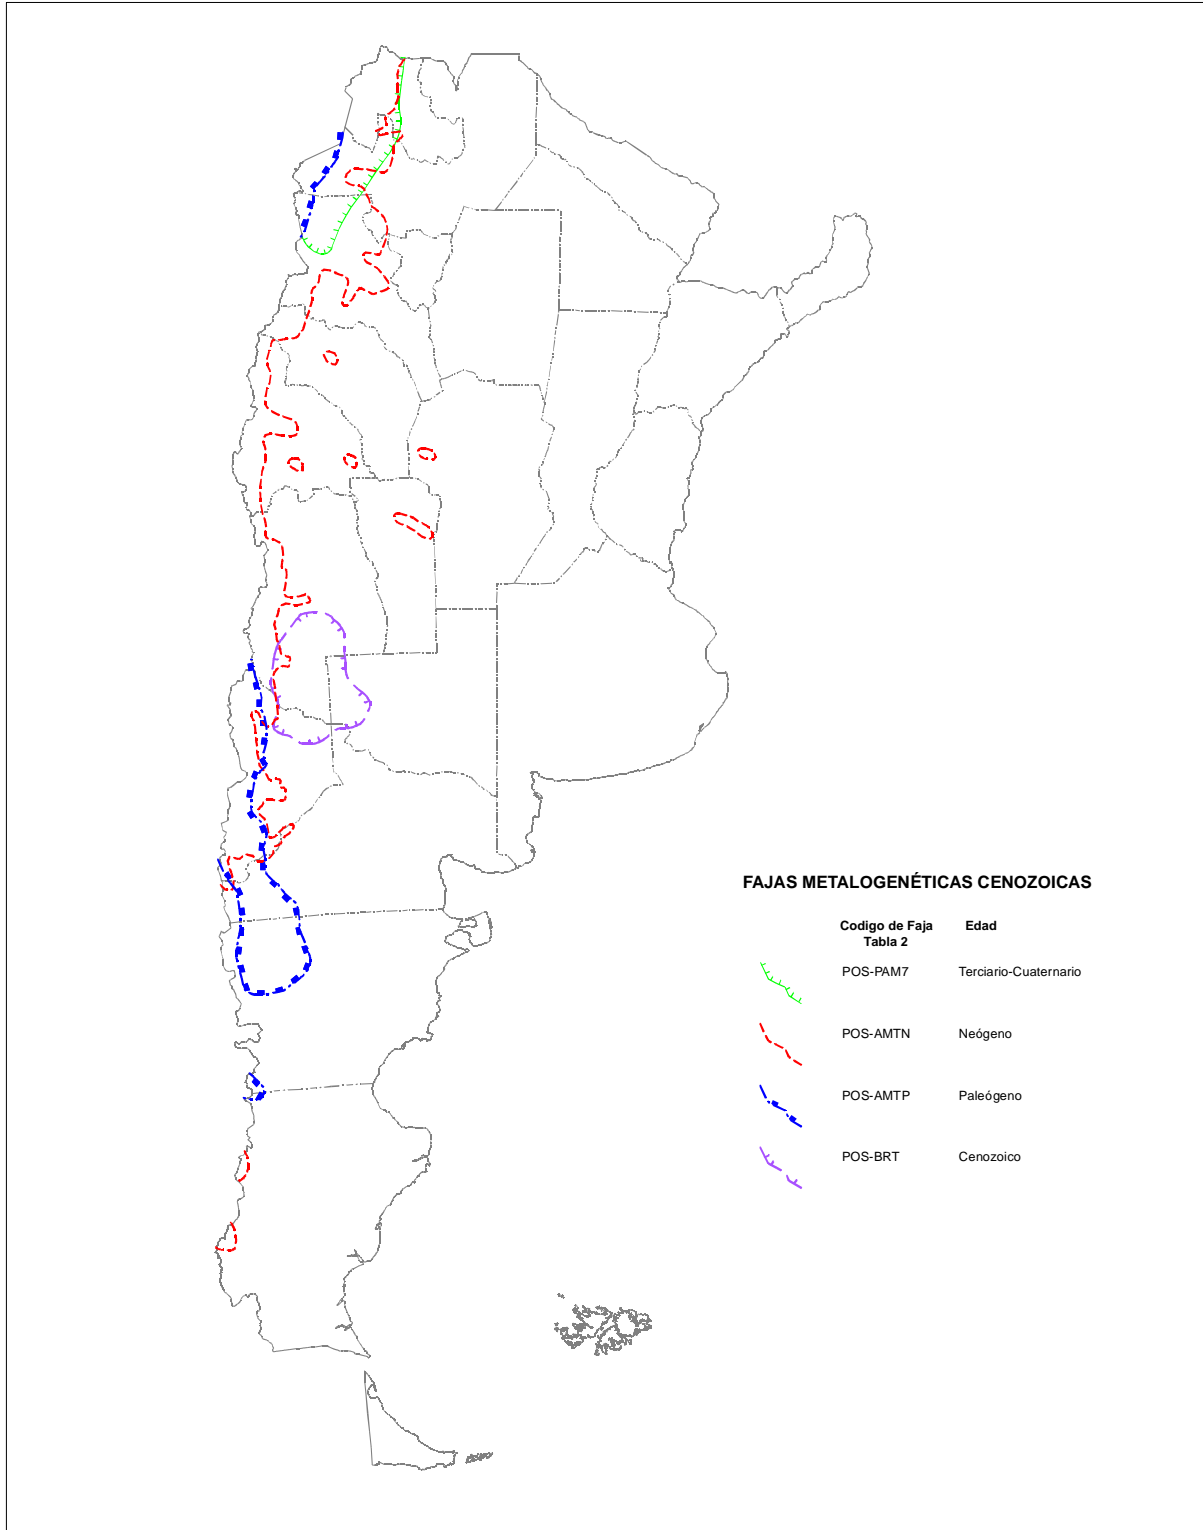 FAJAS METALOGENÉTICAS CENOZOICAS
Codigo de Faja Edad
Tabla 2
POS-PAM7 Terciario-Cuaternario
POS-AMTN Neógeno
POS-AMTP Paleógeno
POS-BRT Cenozoico